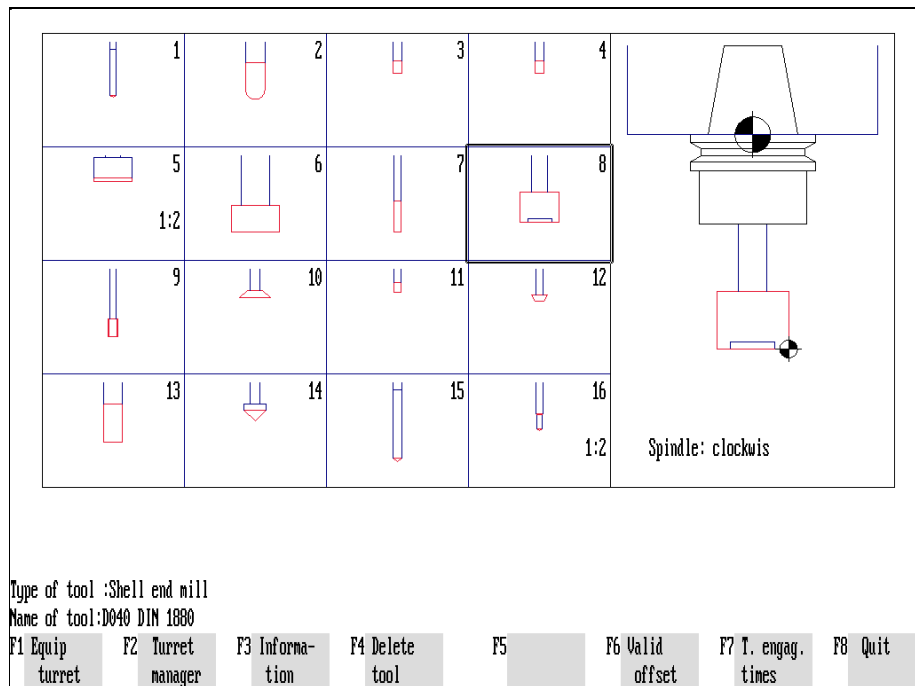 1 2 3 4
5 6 7 8
1:2
9 10 11 12
13 14 15 16
1:2 Spindle: clockwis
Type of tool :Shell end mill
Name of tool:D040 DIN 1880
F1 Equip F2 Turret F3 Informa- F4 Delete F5 F6 Valid F7 T. engag. F8 Quit
turret manager tion tool offset times